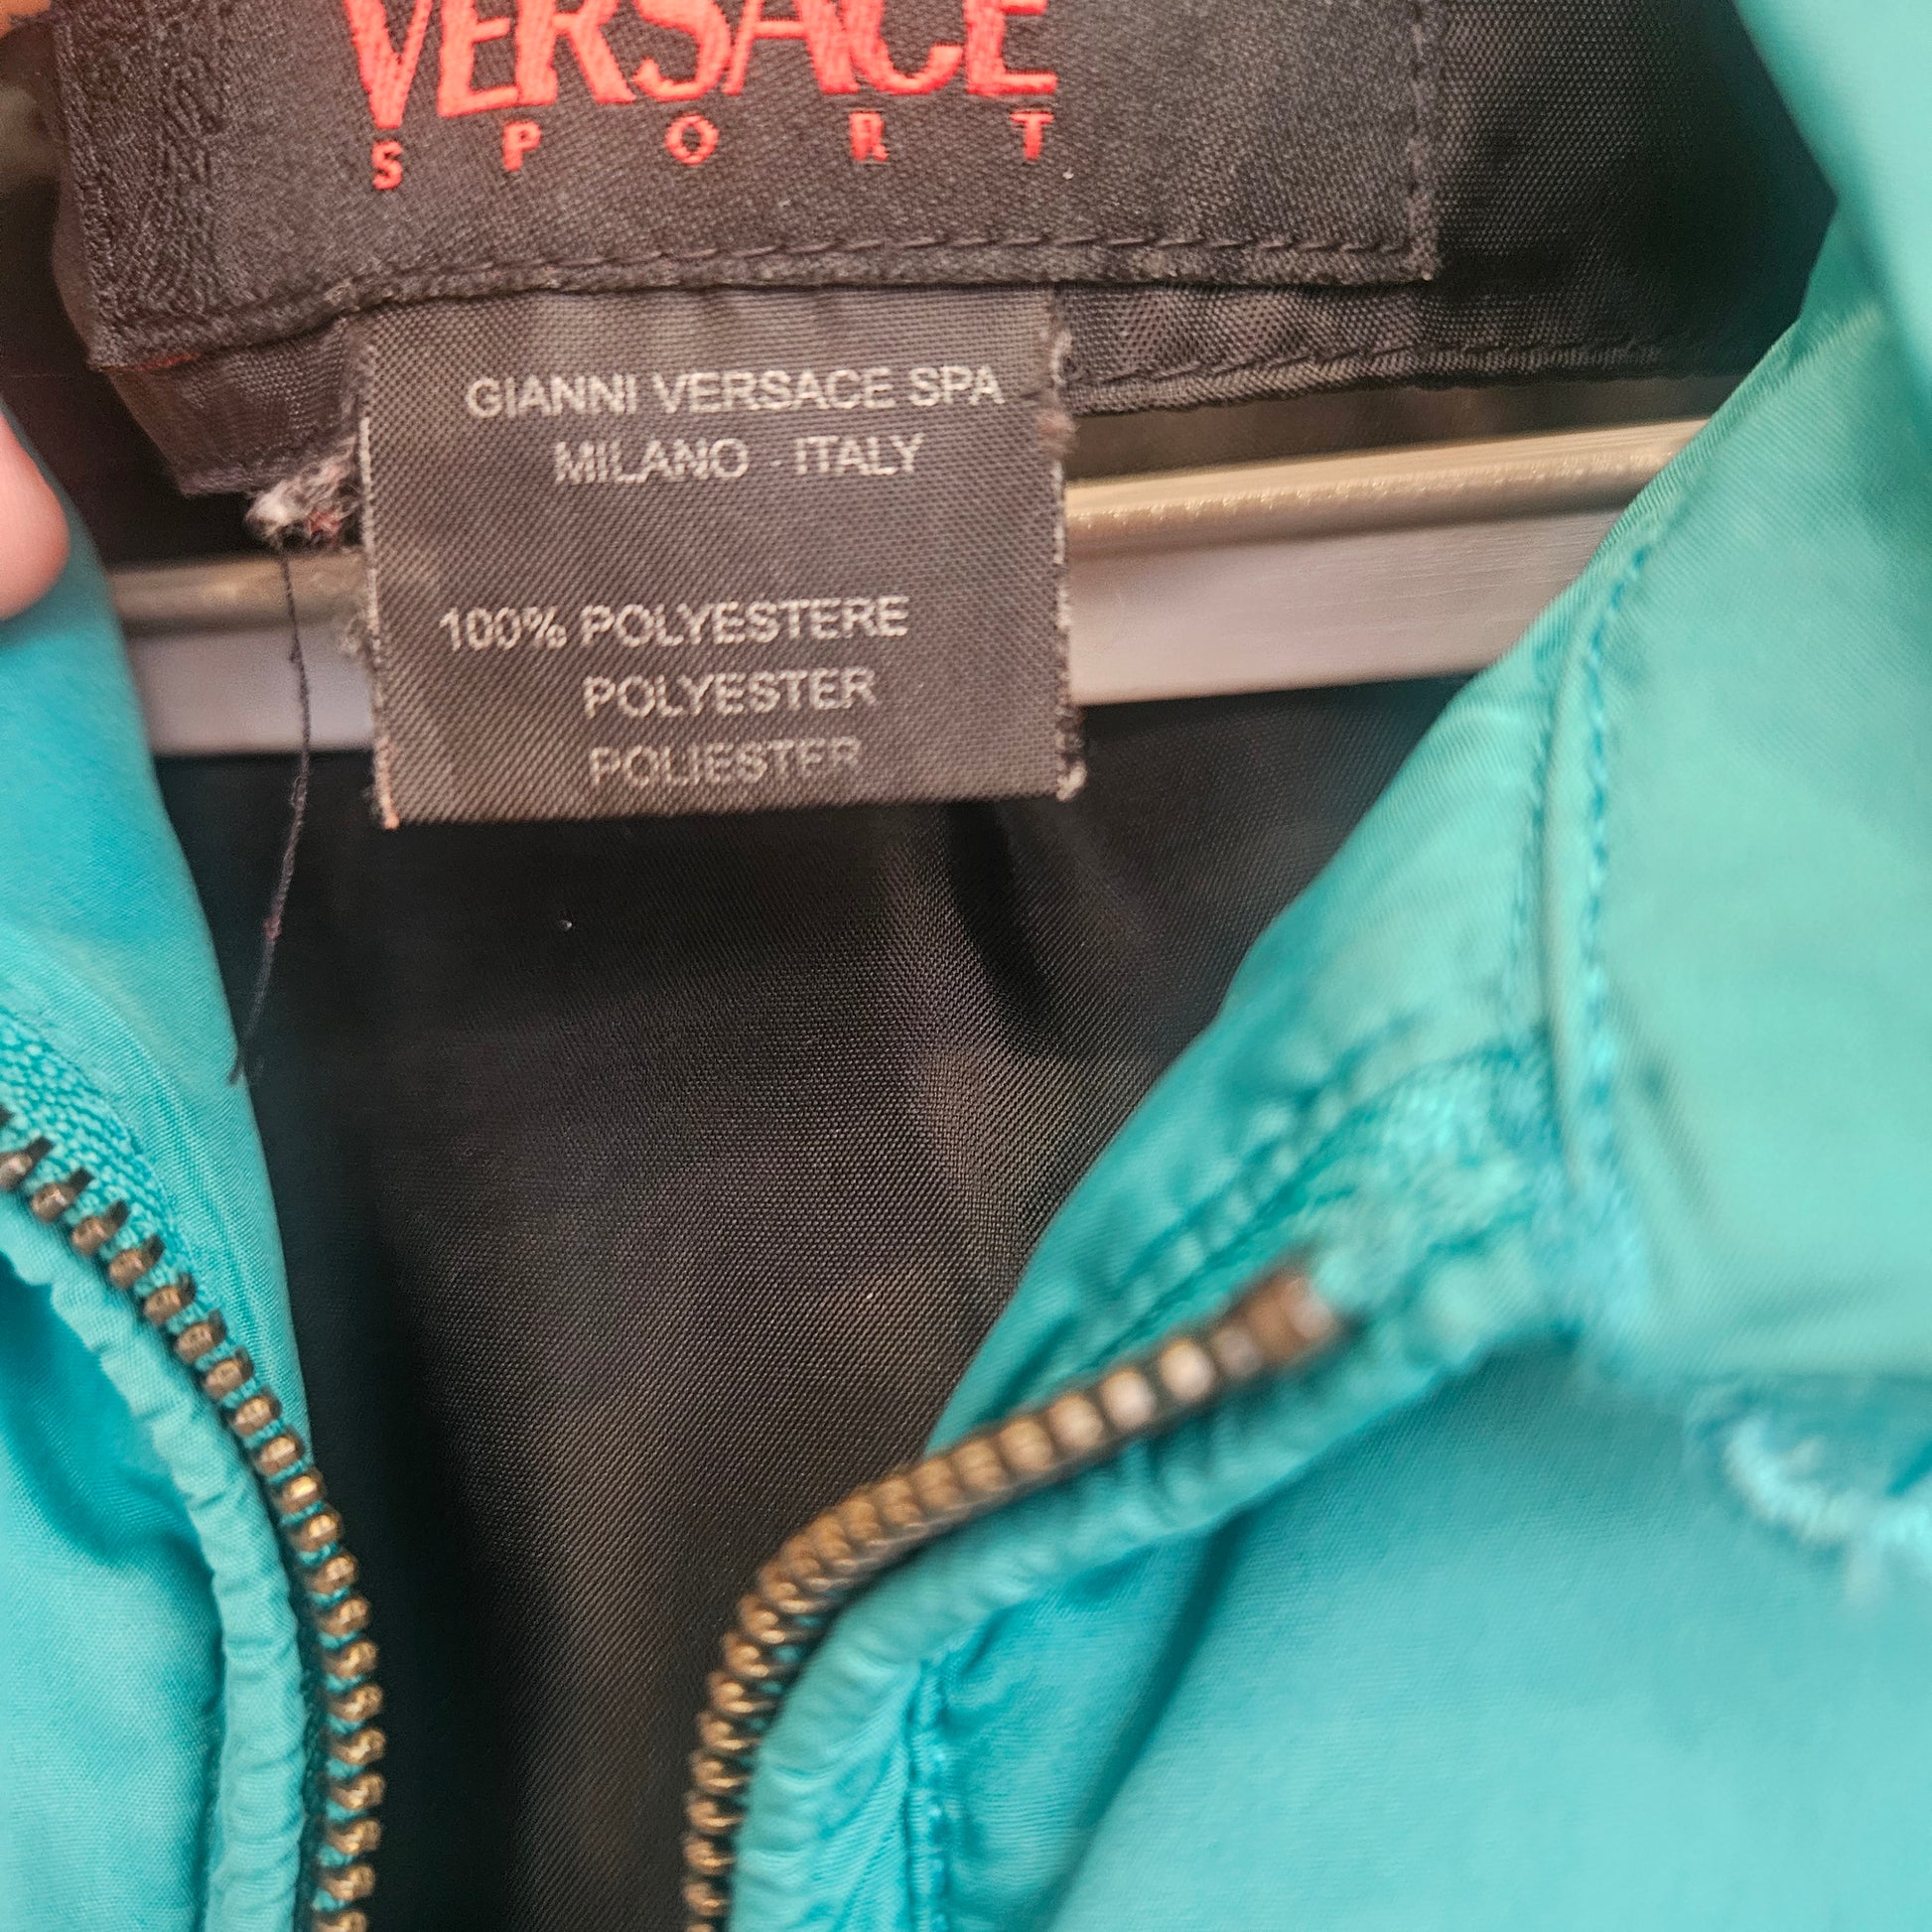 VERSACE
SPORT
GIANNI VERSACE SPA
MILANO - ITALY
100% POLYESTERE
POLYESTER
POLIESTER